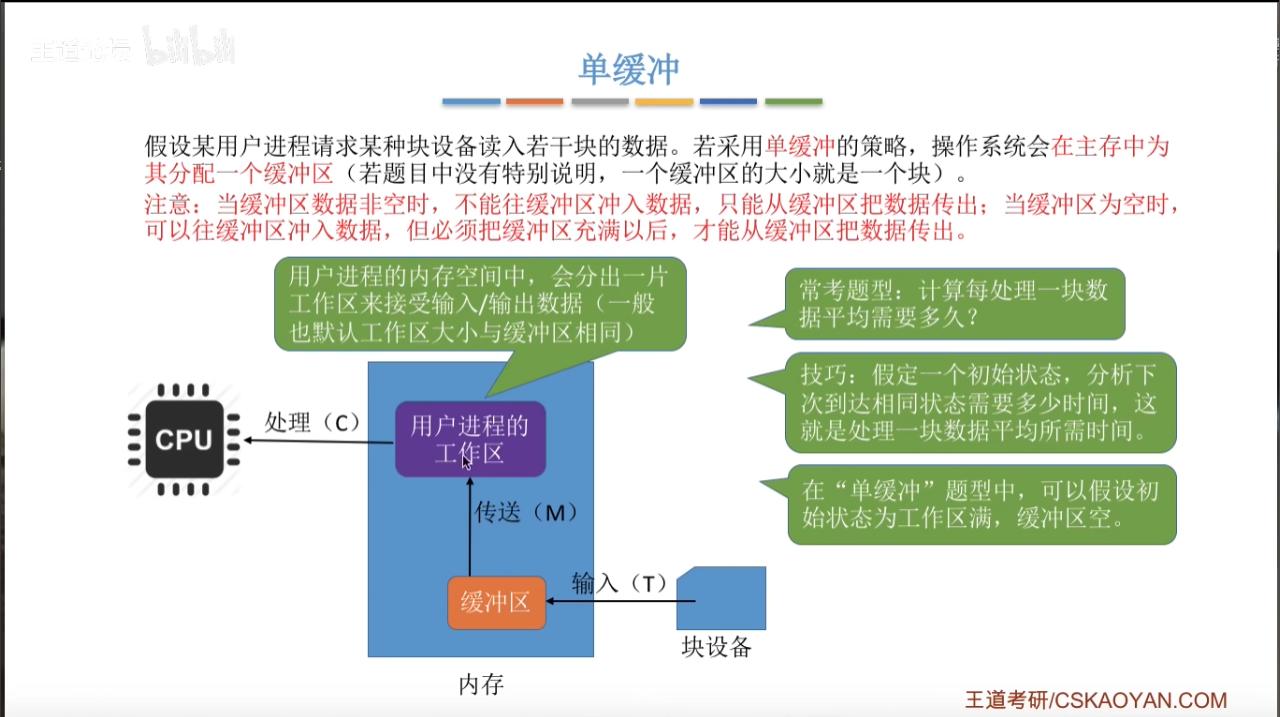 王道论坛 bilibili
单缓冲
假设某用户进程请求某种块设备读入若干块的数据。若采用单缓冲的策略，操作系统会在主存中为
其分配一个缓冲区（若题目中没有特别说明，一个缓冲区的大小就是一个块）。
注意：当缓冲区数据非空时，不能往缓冲区冲入数据，只能从缓冲区把数据传出；当缓冲区为空时，
可以往缓冲区冲入数据，但必须把缓冲区充满以后，才能从缓冲区把数据传出。
用户进程的内存空间中，会分出一片
工作区来接受输入/输出数据（一般
也默认工作区大小与缓冲区相同）
常考题型：计算每处理一块数
据平均需要多久？
技巧：假定一个初始状态，分析下
次到达相同状态需要多少时间，这
就是处理一块数据平均所需时间。
在“单缓冲”题型中，可以假设初
始状态为工作区满，缓冲区空。
CPU
处理（C）
用户进程的
工作区
传送（M）
缓冲区
输入（T）
块设备
内存
王道考研/CSKAOYAN.COM